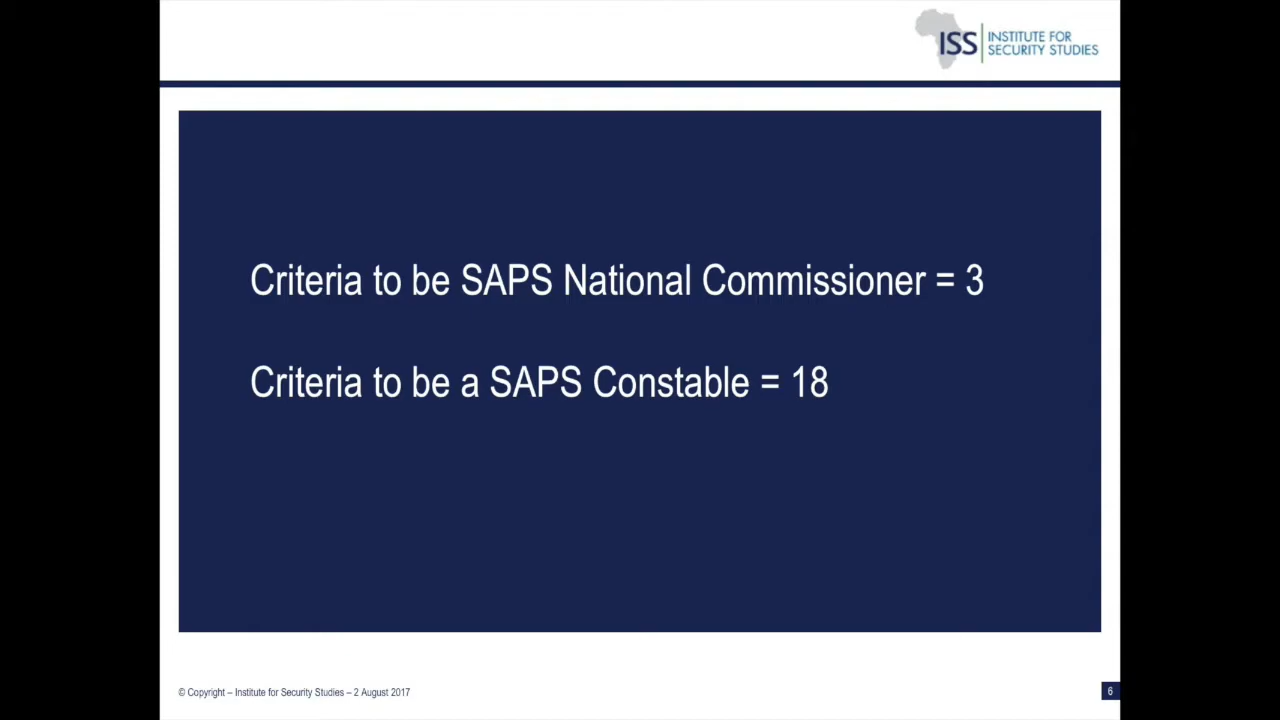 ISS
INSTITUTE FOR
SECURITY STUDIES
Criteria to be SAPS National Commissioner = 3
Criteria to be a SAPS Constable = 18
© Copyright – Institute for Security Studies – 2 August 2017
6